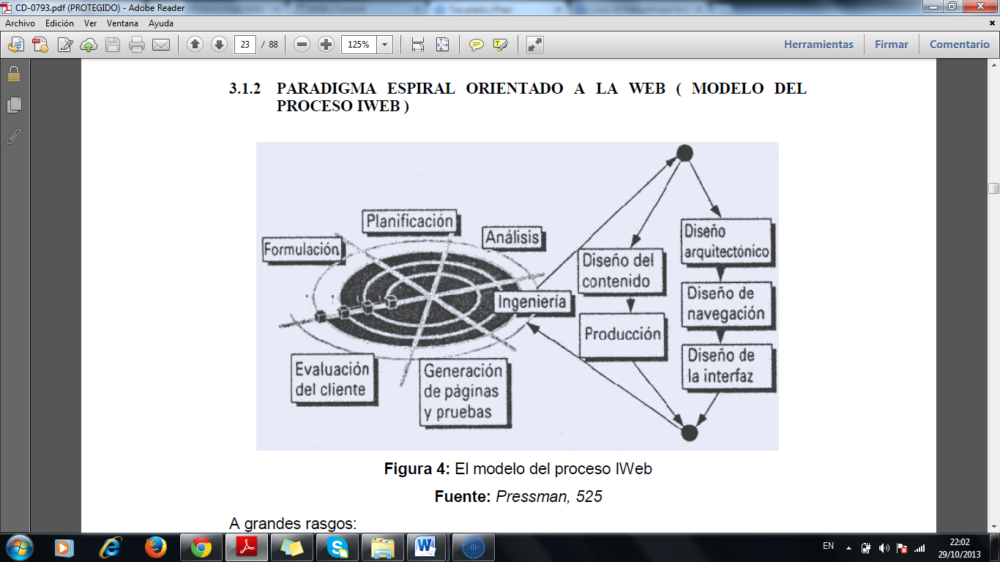 CD-0793.pdf (PROTEGIDO) - Adobe Reader
Archivo Edición Ver Ventana Ayuda
23 / 88
125%
Herramientas Firmar Comentario
3.1.2 PARADIGMA ESPIRAL ORIENTADO A LA WEB ( MODELO DEL
PROCESO IWEB )
Planificación
Análisis
Formulación
Ingeniería
Evaluación
del cliente
Generación
de páginas
y pruebas
Diseño del
contenido
Producción
Diseño
arquitectónico
Diseño de
navegación
Diseño de
la interfaz
Figura 4: El modelo del proceso IWeb
Fuente: Pressman, 525
A grandes rasgos:
EN
22:02
29/10/2013